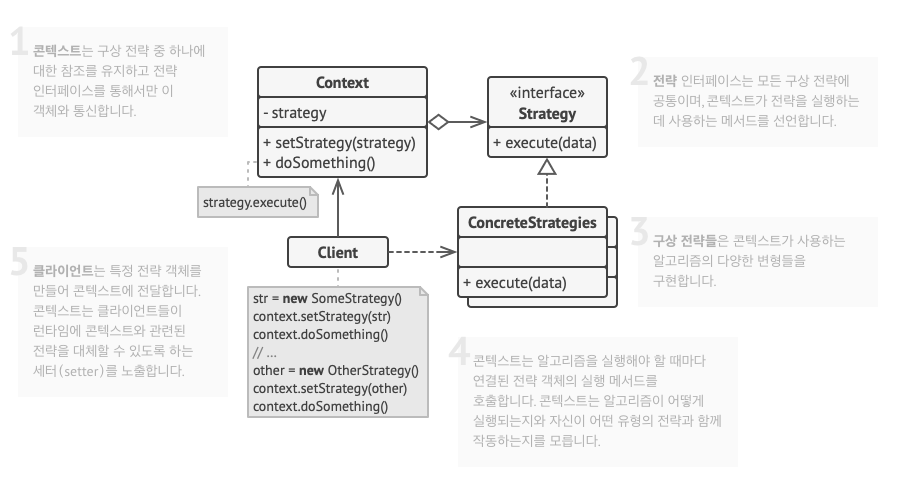 1
콘텍스트는 구상 전략 중 하나에
대한 참조를 유지하고 전략
인터페이스를 통해서만 이
객체와 통신합니다.
Context
- strategy
+ setStrategy(strategy)
+ doSomething()
strategy.execute()
«interface»
Strategy
+ execute(data)
2
전략 인터페이스는 모든 구상 전략에
공통이며, 콘텍스트가 전략을 실행하는
데 사용하는 메서드를 선언합니다.
ConcreteStrategies
+ execute(data)
3
구상 전략들은 콘텍스트가 사용하는
알고리즘의 다양한 변형들을
구현합니다.
4
콘텍스트는 알고리즘을 실행해야 할 때마다
연결된 전략 객체의 실행 메서드를
호출합니다. 콘텍스트는 알고리즘이 어떻게
실행되는지와 자신이 어떤 유형의 전략과 함께
작동하는지를 모릅니다.
5
클라이언트는 특정 전략 객체를
만들어 콘텍스트에 전달합니다.
콘텍스트는 클라이언트들이
런타임에 콘텍스트와 관련된
전략을 대체할 수 있도록 하는
세터(setter)를 노출합니다.
Client
str = new SomeStrategy()
context.setStrategy(str)
context.doSomething()
// ...
other = new OtherStrategy()
context.setStrategy(other)
context.doSomething()